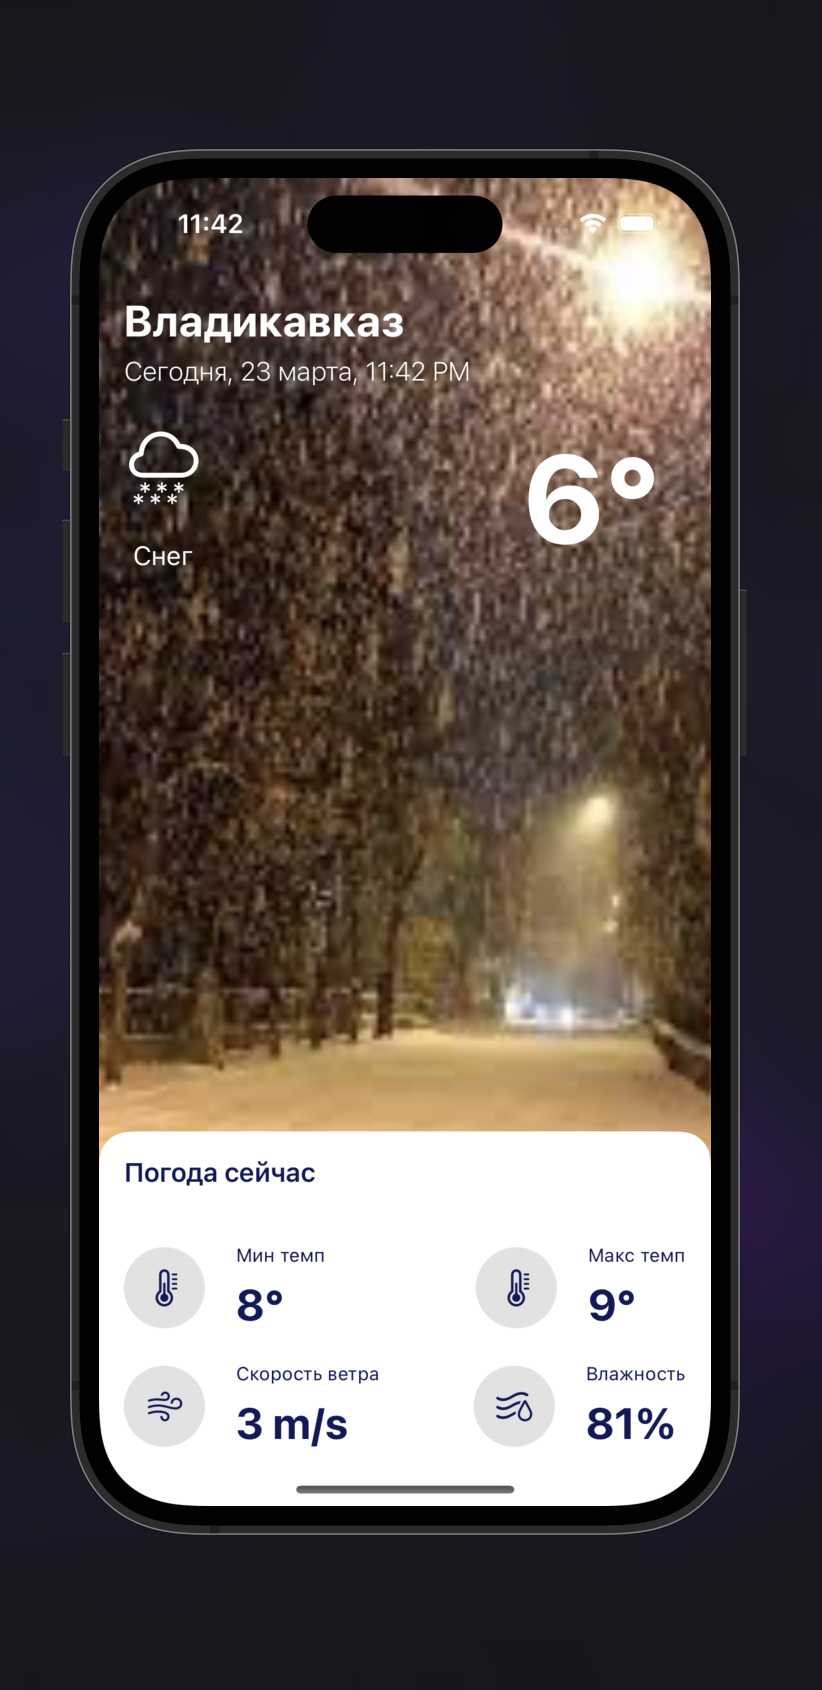 11:42
Владикавказ
Сегодня, 23 марта, 11:42 PM
6°
Снег
Погода сейчас
Мин темп
8°
Макс темп
9°
Скорость ветра
3 m/s
Влажность
81%